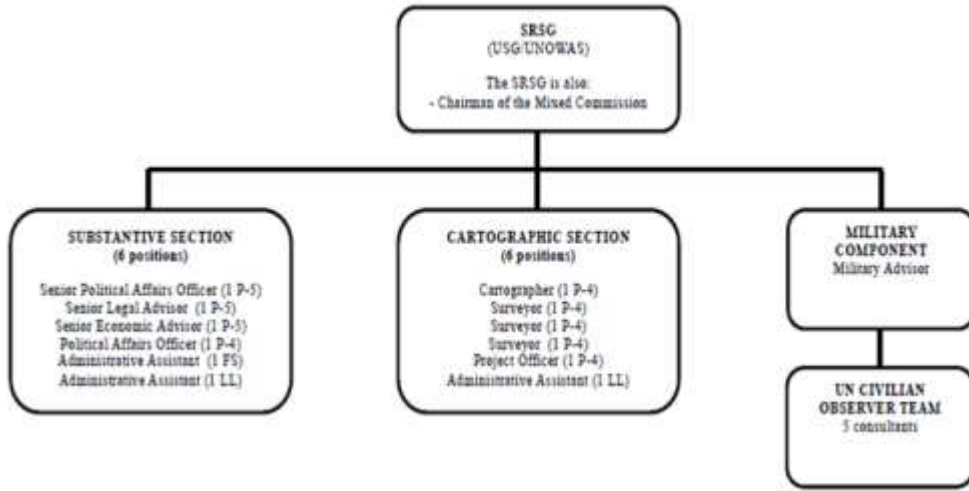 SRSG
(USG/UNOWAS)
The SRSG is also:
- Chairman of the Mixed Commission
SUBSTANTIVE SECTION
(6 positions)
Senior Political Affairs Officer (1 P-5)
Senior Legal Advisor (1 P-5)
Senior Economic Advisor (1 P-5)
Political Affairs Officer (1 P-4)
Administrative Assistant (1 FS)
Administrative Assistant (1 LL)
CARTOGRAPHIC SECTION
(6 positions)
Cartographer (1 P-4)
Surveyor (1 P-4)
Surveyor (1 P-4)
Surveyor (1 P-4)
Project Officer (1 P-4)
Administrative Assistant (1 LL)
MILITARY
COMPONENT
Military Advisor
UN CIVILIAN
OBSERVER TEAM
5 consultants